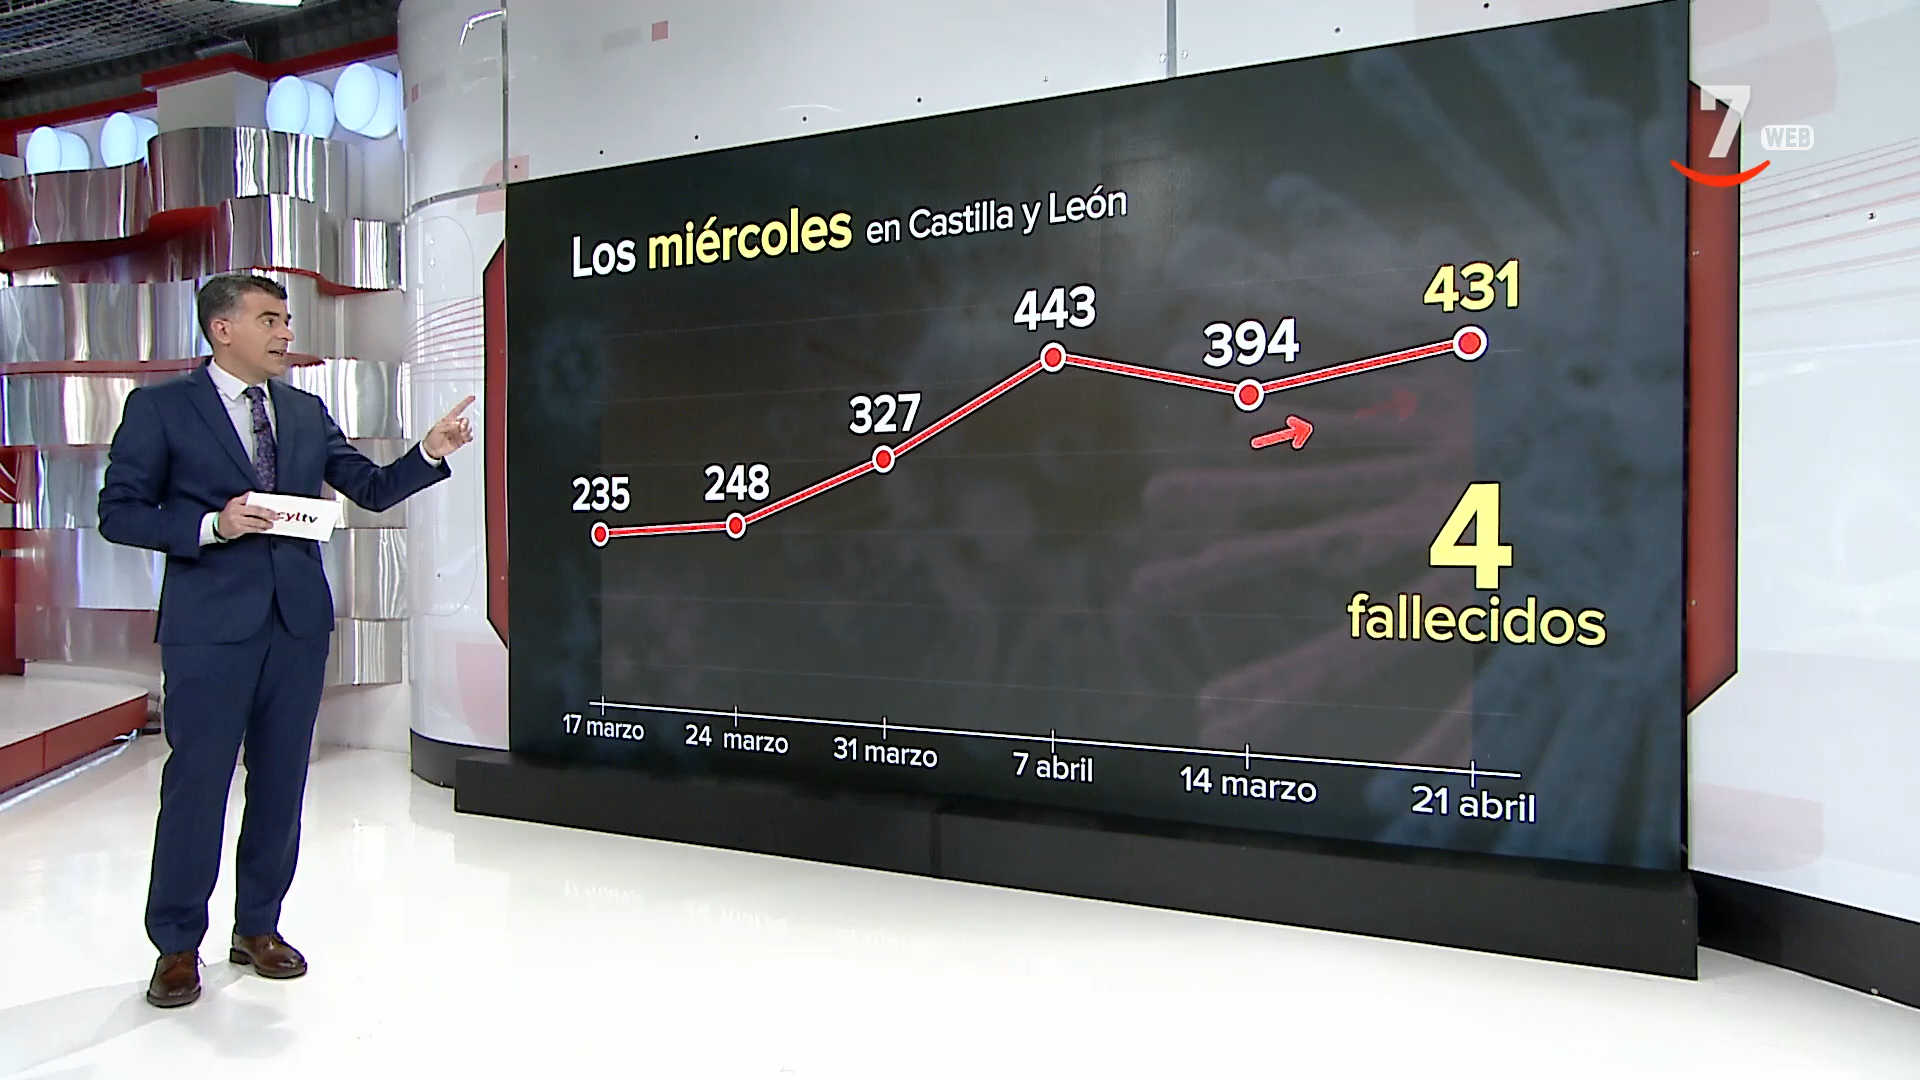 7
WEB
Los miércoles en Castilla y León
235
248
327
443
394
431
4
fallecidos
17 marzo
24 marzo
31 marzo
7 abril
14 marzo
21 abril
cyltv